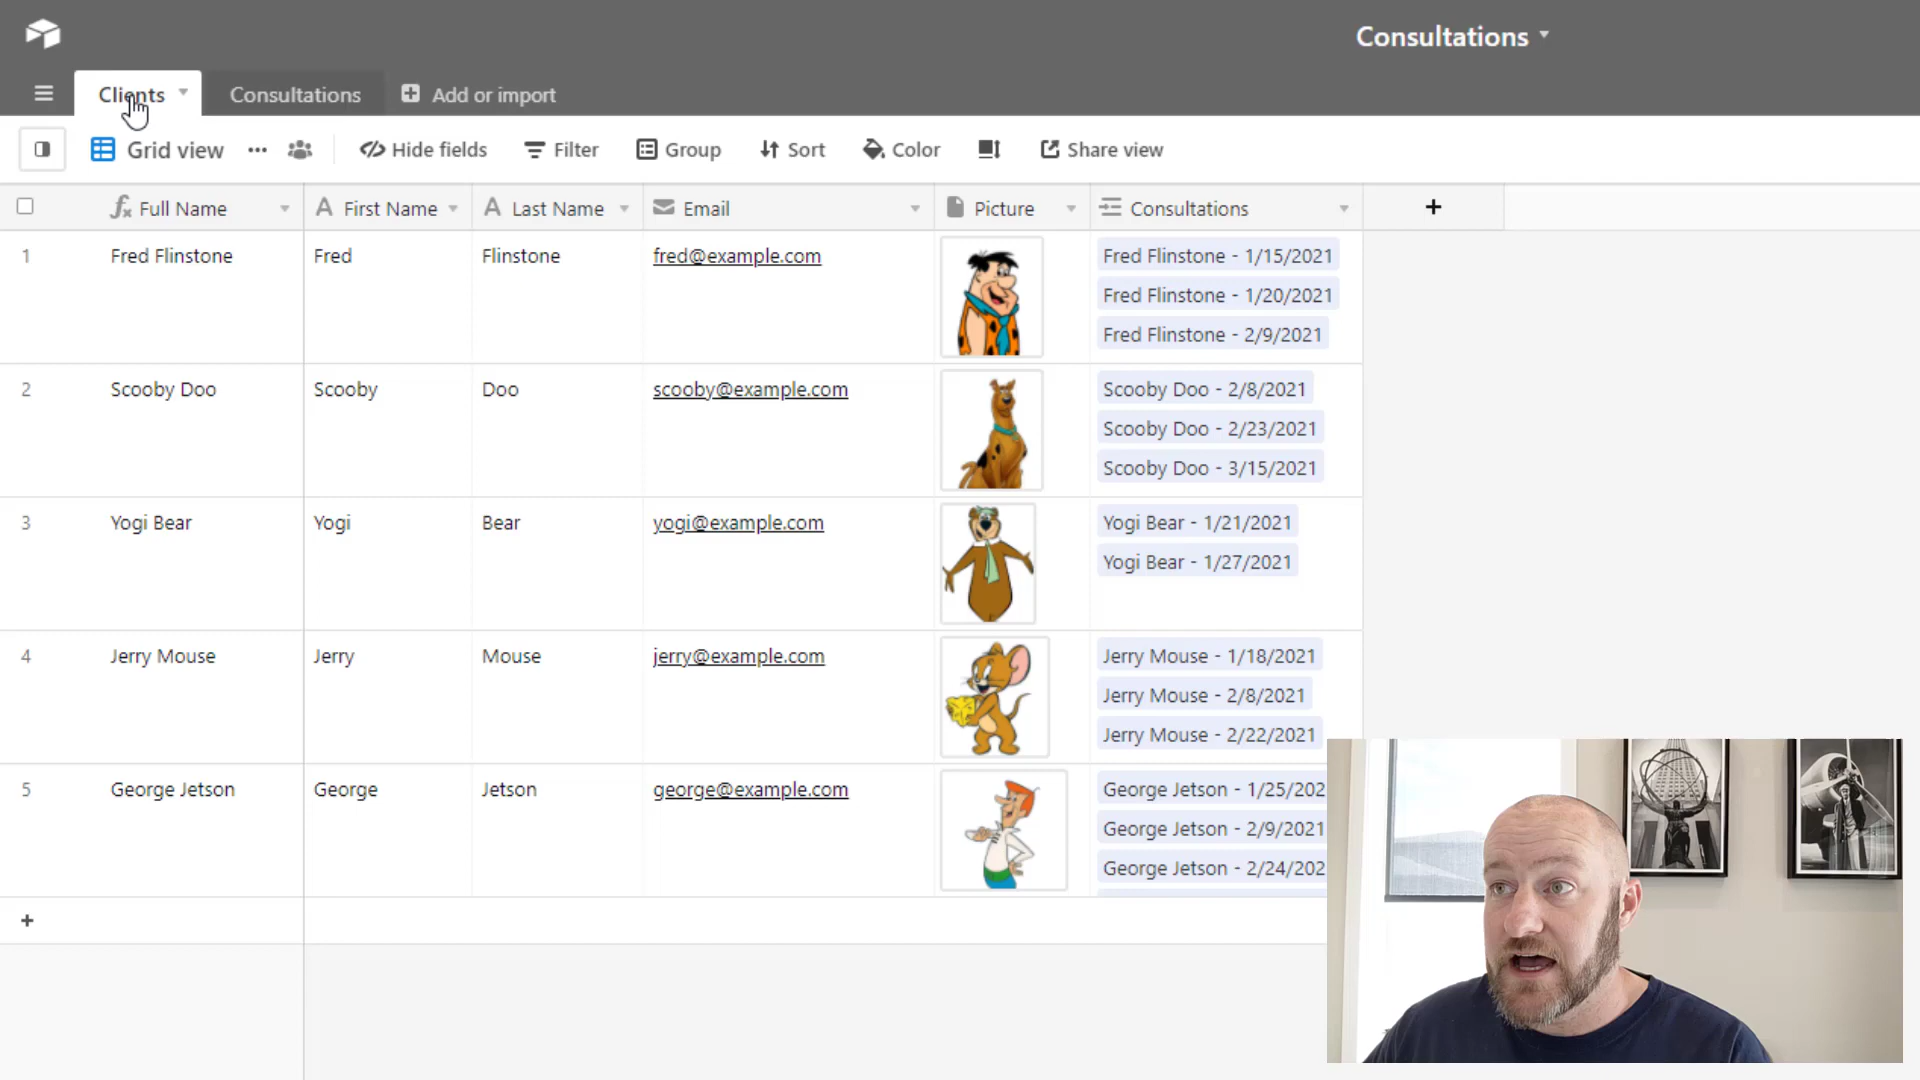 Consultations
Clients Consultations Add or import
Grid view Hide fields Filter Group Sort Color Share view
Full Name First Name Last Name Email Picture Consultations
1 Fred Flinstone Fred Flinstone fred@example.com Fred Flinstone - 1/15/2021
Fred Flinstone - 1/20/2021
Fred Flinstone - 2/9/2021
2 Scooby Doo Scooby Doo scooby@example.com Scooby Doo - 2/8/2021
Scooby Doo - 2/23/2021
Scooby Doo - 3/15/2021
3 Yogi Bear Yogi Bear yogi@example.com Yogi Bear - 1/21/2021
Yogi Bear - 1/27/2021
4 Jerry Mouse Jerry Mouse jerry@example.com Jerry Mouse - 1/18/2021
Jerry Mouse - 2/8/2021
Jerry Mouse - 2/22/2021
5 George Jetson George Jetson george@example.com George Jetson - 1/25/202
George Jetson - 2/9/2021
George Jetson - 2/24/202